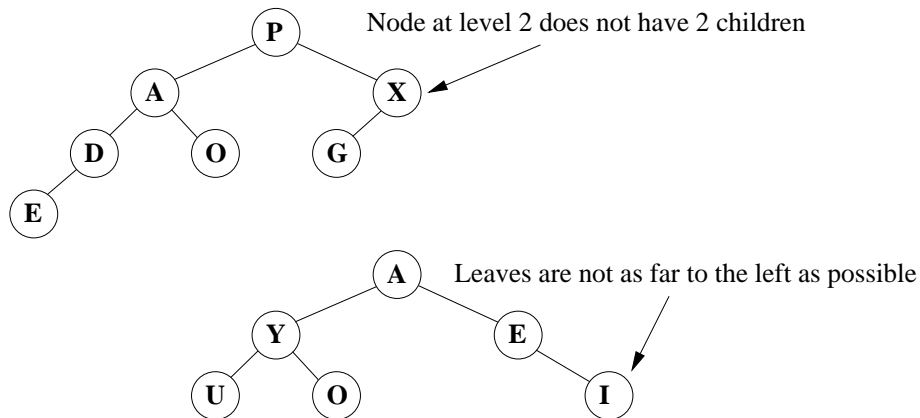 Node at level 2 does not have 2 children
P
A X
D O G
E
Leaves are not as far to the left as possible
A
Y E
U O I